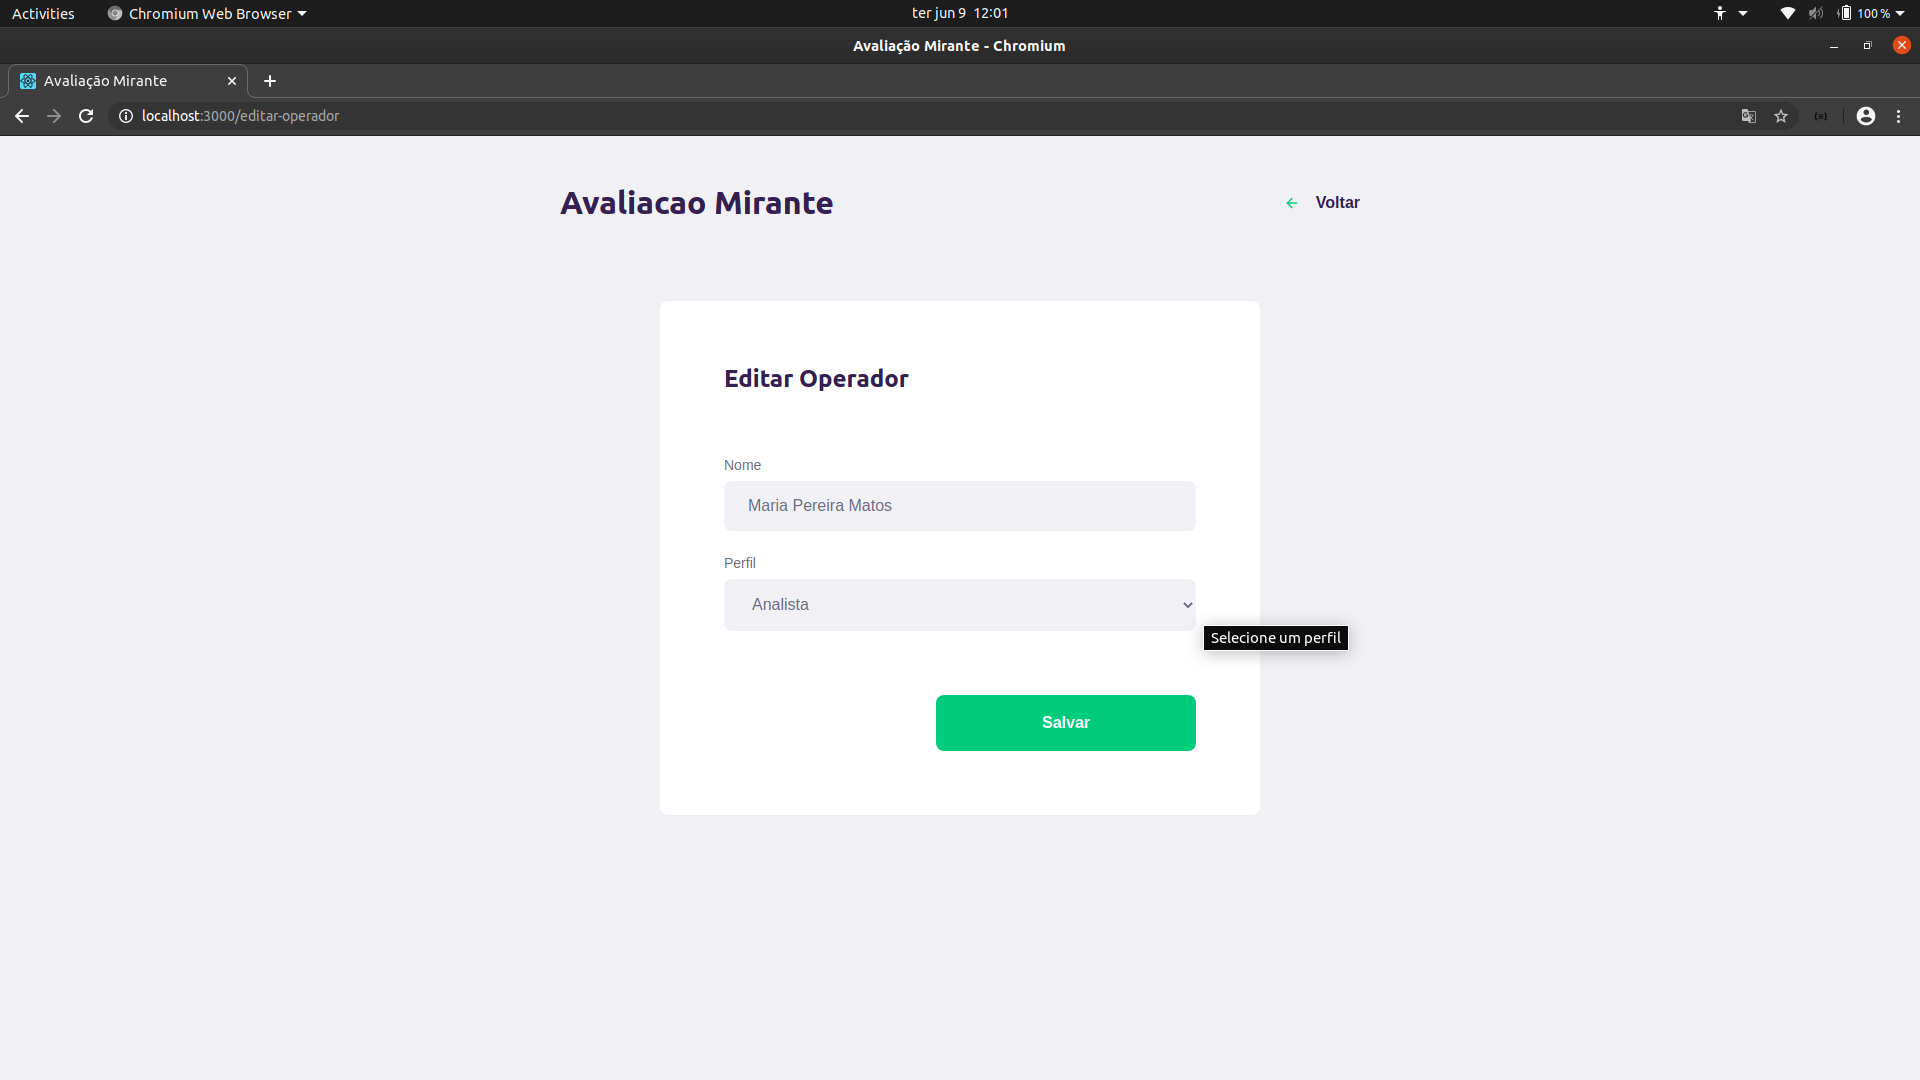 Activities
Chromium Web Browser
ter jun 9 12:01
100 %
Avaliação Mirante - Chromium
Avaliação Mirante
localhost:3000/editar-operador
Avaliacao Mirante
Voltar
Editar Operador
Nome
Maria Pereira Matos
Perfil
Analista
Selecione um perfil
Salvar